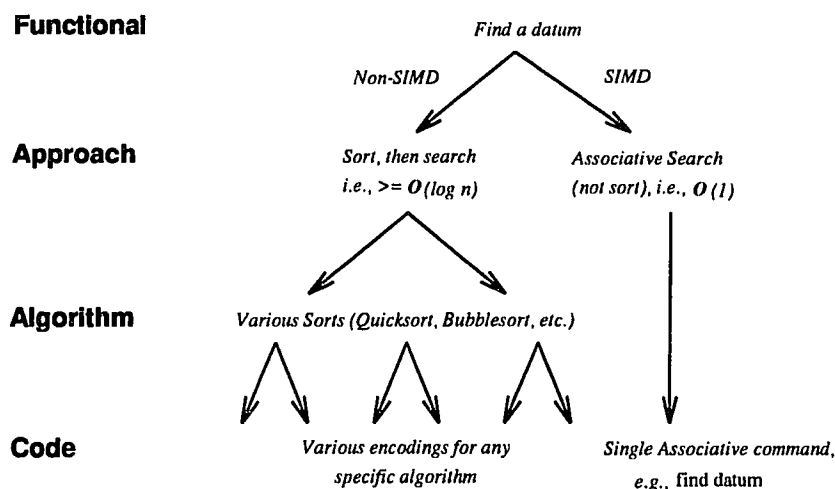 Functional
Find a datum
Non-SIMD
SIMD
Approach
Sort, then search
i.e., >= O(log n)
Associative Search
(not sort), i.e., O(1)
Algorithm
Various Sorts (Quicksort, Bubblesort, etc.)
Code
Various encodings for any
specific algorithm
Single Associative command,
e.g., find datum